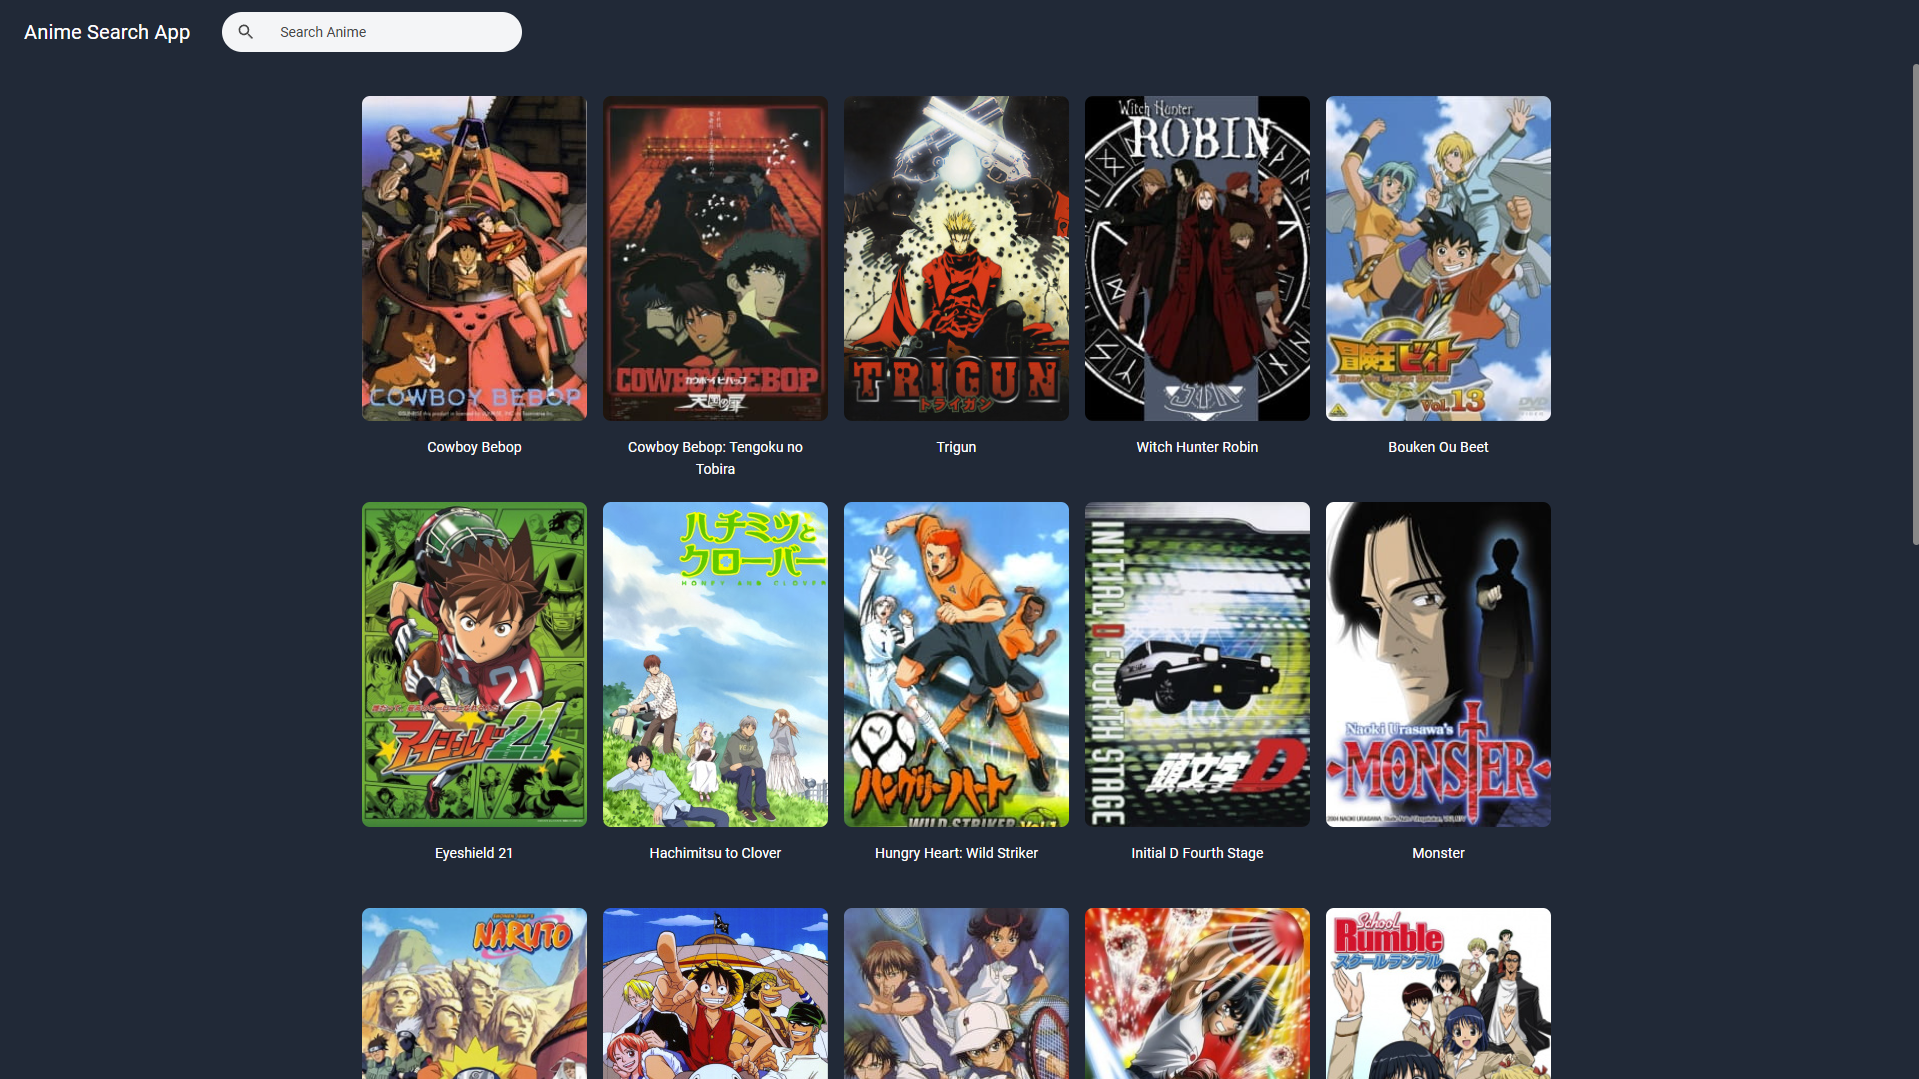 Anime Search App
Search Anime
COWBOY BEBOP
COWBOY BEBOP
カウボーイビバップ
天国の扉
TRIGUN
トライガン
Witch Hunter
ROBIN
冒険王ビィト
Vol.13
DVD
Cowboy Bebop
Cowboy Bebop: Tengoku no
Tobira
Trigun
Witch Hunter Robin
Bouken Ou Beet
21
アイシールド21
ハチミツと
クローバー
HONEY AND CLOVER
ハングリーハート
WILD STRIKER Vol.1
INITIAL D FOURTH STAGE
頭文字D
Naoki Urasawa's
MONSTER
Eyeshield 21
Hachimitsu to Clover
Hungry Heart: Wild Striker
Initial D Fourth Stage
Monster
NARUTO
School
Rumble
スクールランブル